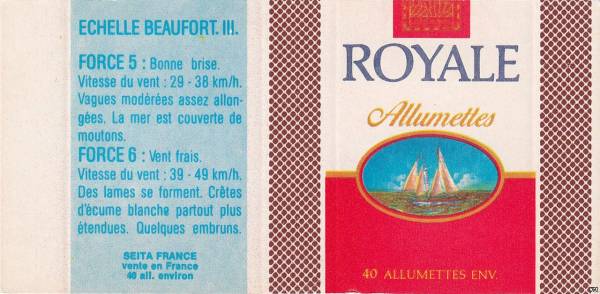 ECHELLE BEAUFORT. III.
FORCE 5 : Bonne brise.
Vitesse du vent : 29 - 38 km/h.
Vagues modérées assez allon-
gées. La mer est couverte de
moutons.
FORCE 6 : Vent frais.
Vitesse du vent : 39 - 49 km/h.
Des lames se forment. Crêtes
d'écume blanche partout plus
étendues. Quelques embruns.
SEITA FRANCE
vente en France
40 all. environ
ROYALE
Allumettes
40 ALLUMETTES ENV.